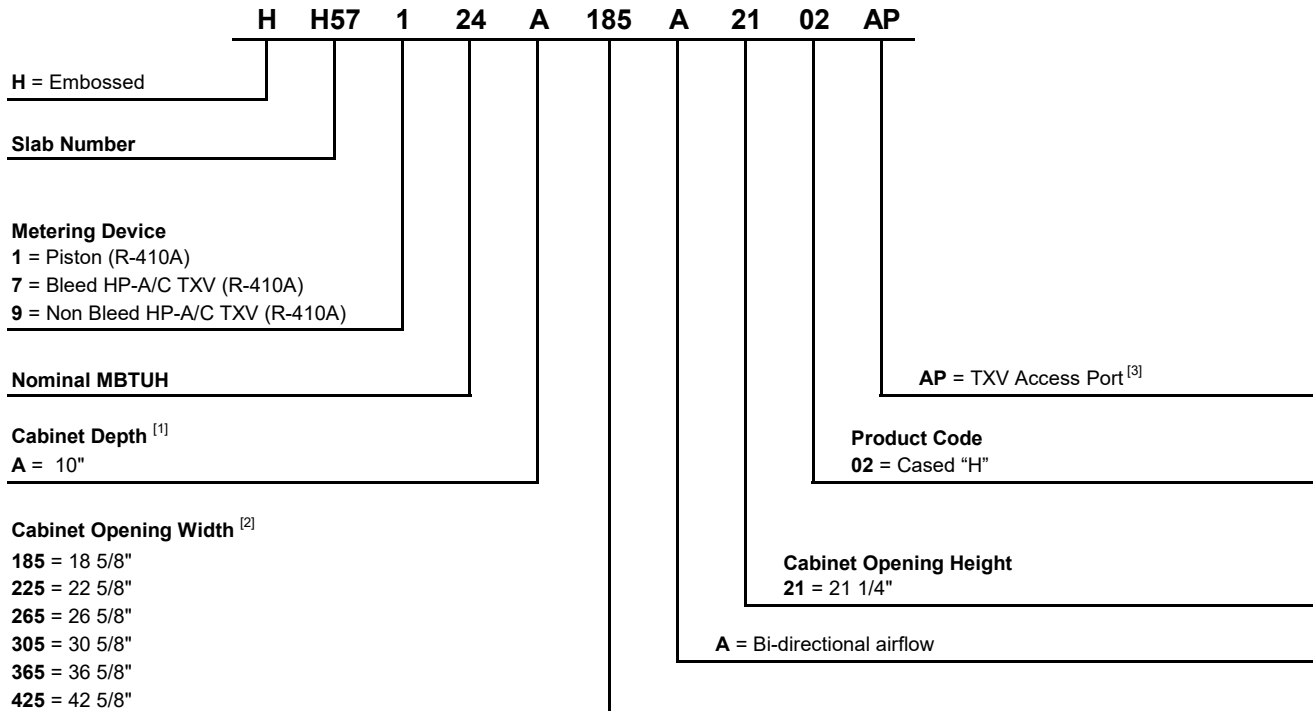 H H57 1 24 A 185 A 21 02 AP
H = Embossed
Slab Number
Metering Device
1 = Piston (R-410A)
7 = Bleed HP-A/C TXV (R-410A)
9 = Non Bleed HP-A/C TXV (R-410A)
Nominal MBTUH
AP = TXV Access Port [3]
Cabinet Depth [1]
A = 10"
Product Code
02 = Cased “H”
Cabinet Opening Width [2]
185 = 18 5/8"
225 = 22 5/8"
265 = 26 5/8"
305 = 30 5/8"
365 = 36 5/8"
425 = 42 5/8"
Cabinet Opening Height
21 = 21 1/4"
A = Bi-directional airflow